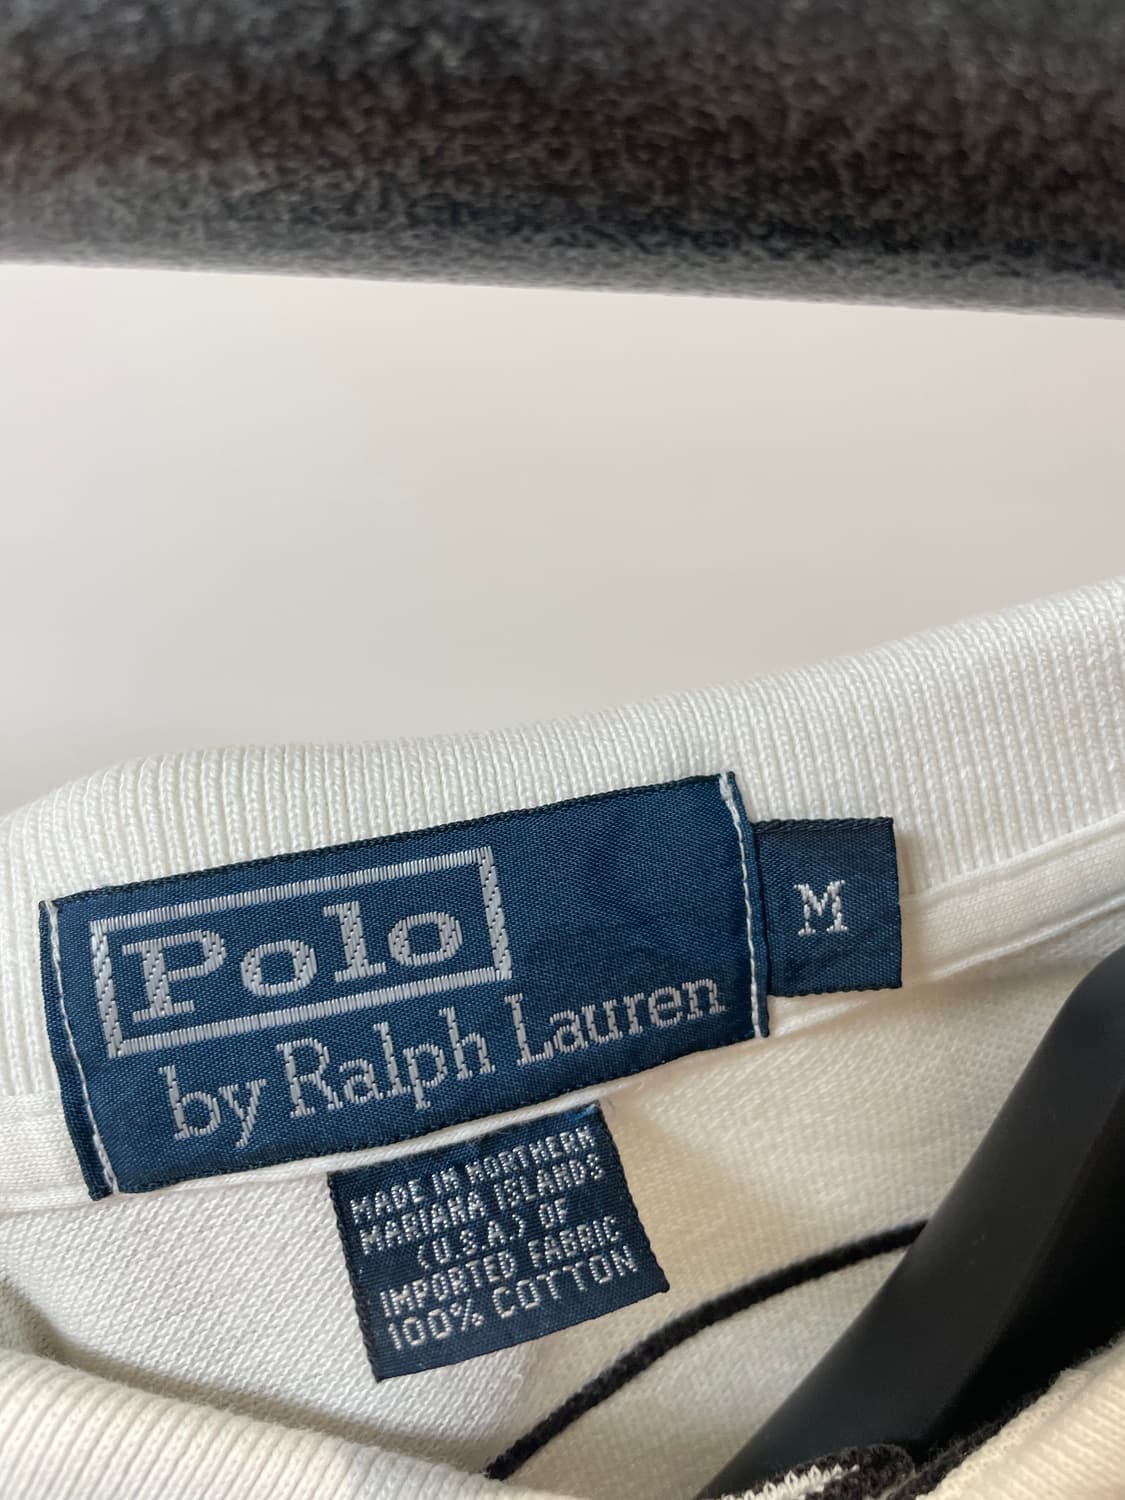 Polo
by Ralph Lauren
M
MADE IN NORTHERN
MARIANA ISLANDS
(U.S.A.) OF
IMPORTED FABRIC
100% COTTON